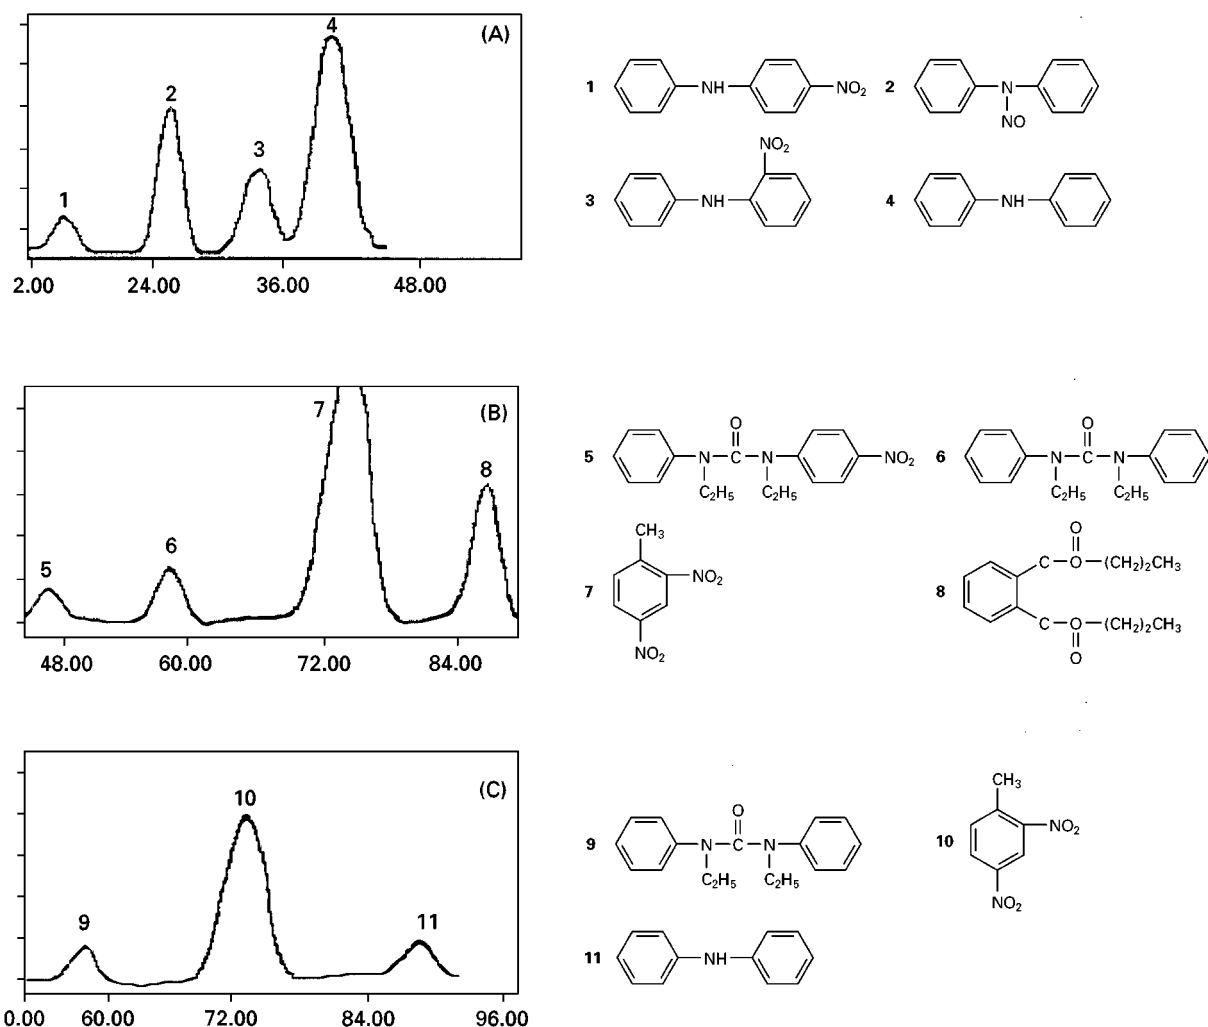 (A)
4
2
3
1
2.00 24.00 36.00 48.00
1
NH
NO₂
2
N
NO
NO₂
3
NH
4
NH
(B)
7
8
6
5
48.00 60.00 72.00 84.00
O
5
N C N
NO₂
C₂H₅ C₂H₅
O
6
N C N
C₂H₅ C₂H₅
CH₃
7
NO₂
NO₂
O
C O (CH₂)₂CH₃
8
C O (CH₂)₂CH₃
O
(C)
10
9
11
0.00 60.00 72.00 84.00 96.00
O
9
N C N
C₂H₅ C₂H₅
CH₃
10
NO₂
NO₂
11
NH